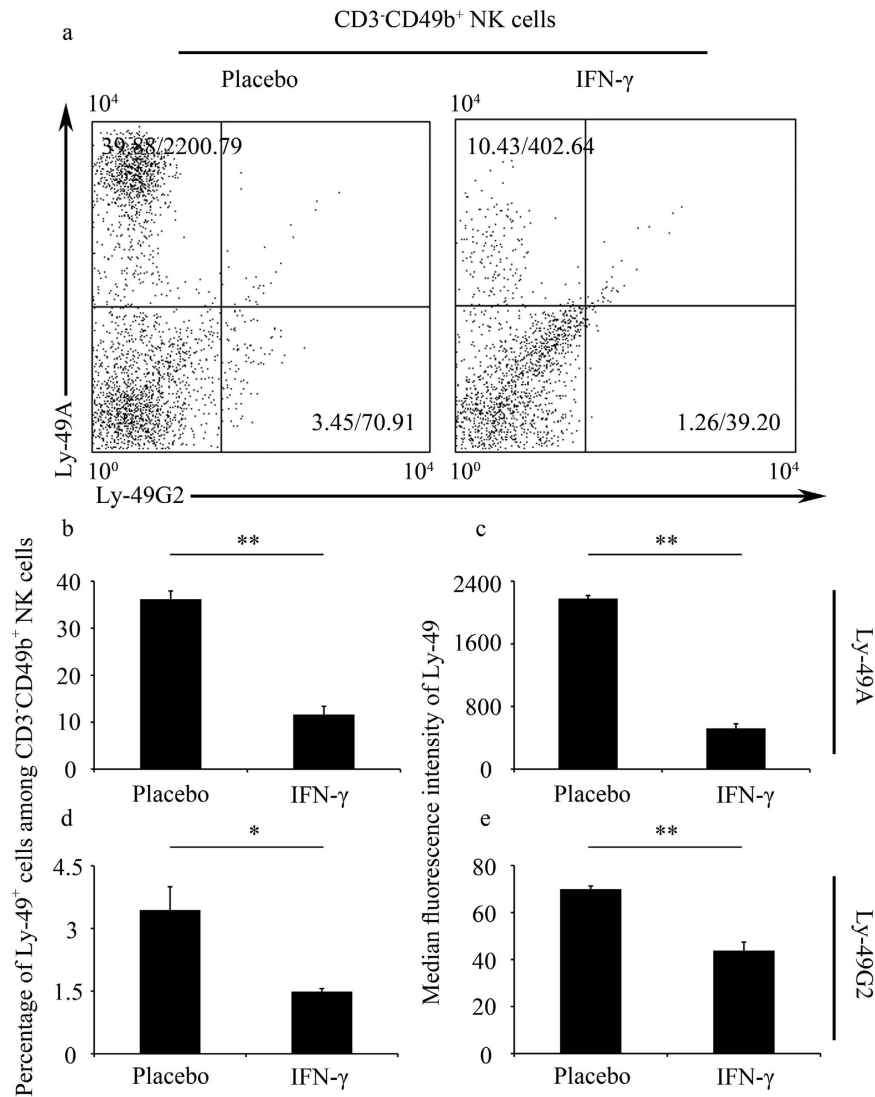 CD3⁻CD49b⁺ NK cells
a
Placebo
IFN-γ
10⁴
10⁴
39.88/2200.79
10.43/402.64
3.45/70.91
1.26/39.20
Ly-49A
10⁰
10⁴
10⁰
10⁴
Ly-49G2
b
**
c
**
Percentage of Ly-49⁺ cells among CD3⁻CD49b⁺ NK cells
40
30
20
10
0
Placebo
IFN-γ
Median fluorescence intensity of Ly-49
2400
1600
800
0
Placebo
IFN-γ
Ly-49A
d
*
e
**
4.5
3
1.5
0
Placebo
IFN-γ
80
60
40
20
0
Placebo
IFN-γ
Ly-49G2